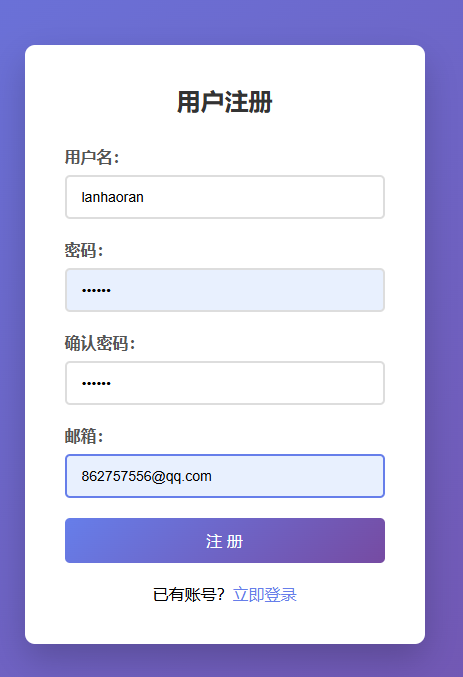 用户注册
用户名：
lanhaoran
密码：
••••••
确认密码：
••••••
邮箱：
862757556@qq.com
注 册
已有账号？立即登录